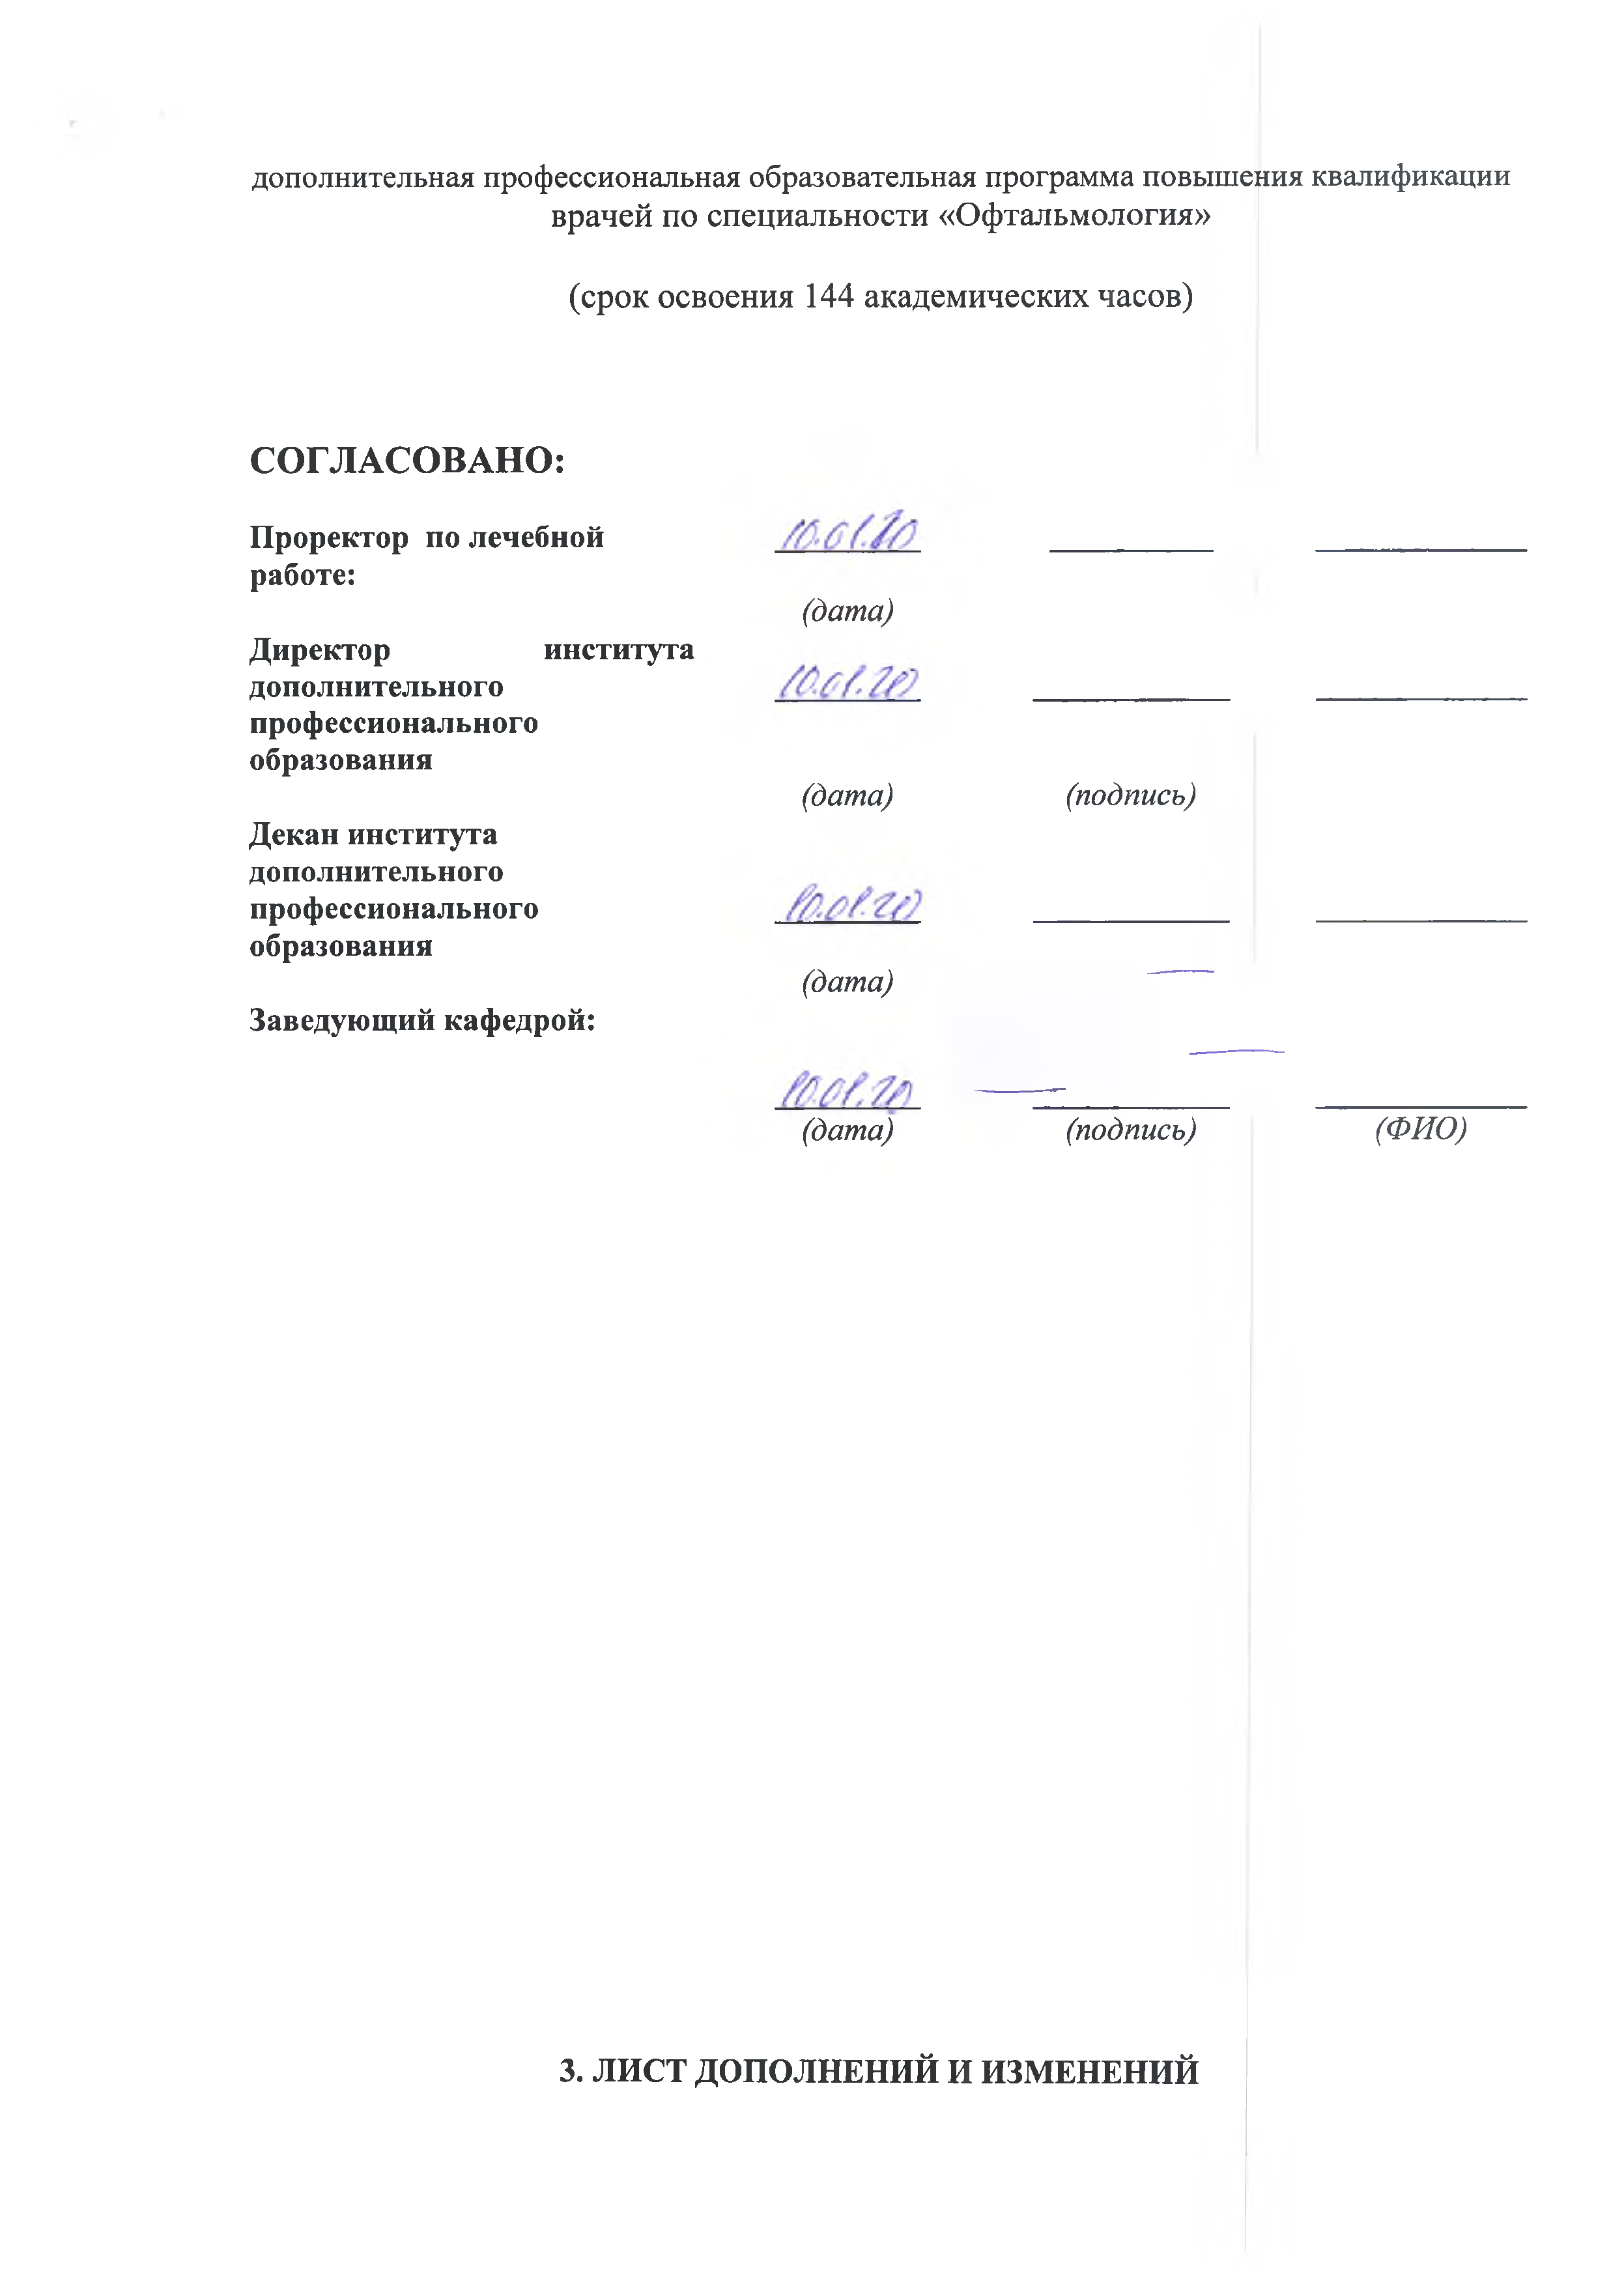 дополнительная профессиональная образовательная программа повышения квалификации
врачей по специальности «Офтальмология»
(срок освоения 144 академических часов)
СОГЛАСОВАНО:
Проректор по лечебной 10.01.20
работе:
(дата)
Директор института
дополнительного 10.01.20
профессионального
образования
(дата) (подпись)
Декан института
дополнительного
профессионального 10.01.20
образования
(дата)
Заведующий кафедрой:
10.01.20
(дата) (подпись) (ФИО)
3. ЛИСТ ДОПОЛНЕНИЙ И ИЗМЕНЕНИЙ